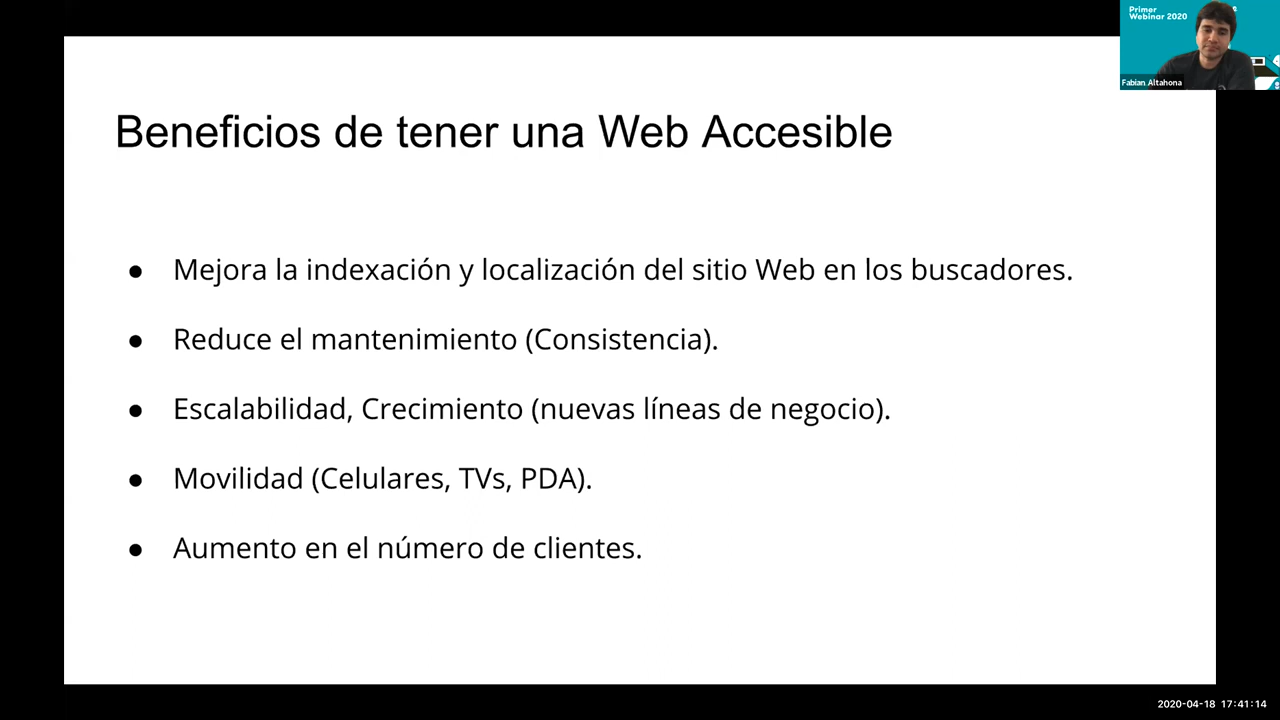 Primer
Webinar 2020
Fabian Altahona
Beneficios de tener una Web Accesible
● Mejora la indexación y localización del sitio Web en los buscadores.
● Reduce el mantenimiento (Consistencia).
● Escalabilidad, Crecimiento (nuevas líneas de negocio).
● Movilidad (Celulares, TVs, PDA).
● Aumento en el número de clientes.
2020-04-18 17:41:14